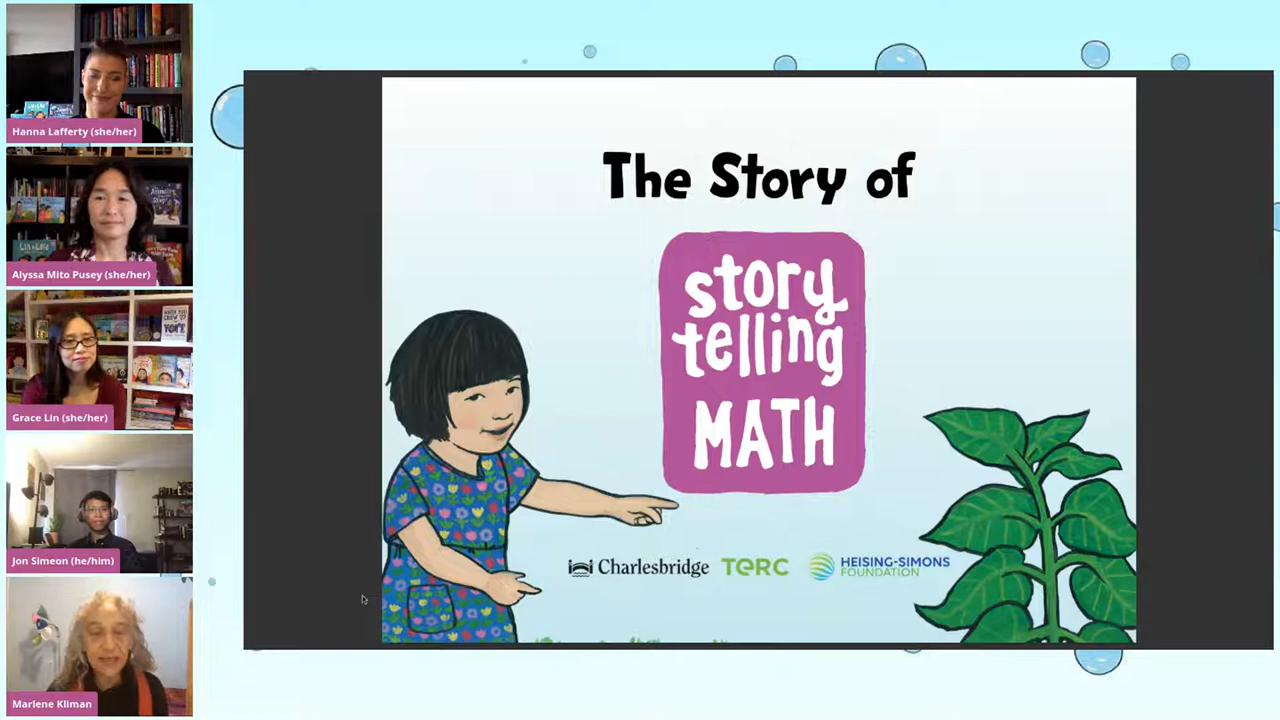 Hanna Lafferty (she/her)
Alyssa Mito Pusey (she/her)
Grace Lin (she/her)
Jon Simeon (he/him)
Marlene Kliman
The Story of
story
telling
MATH
Charlesbridge
TERC
HEISING-SIMONS
FOUNDATION